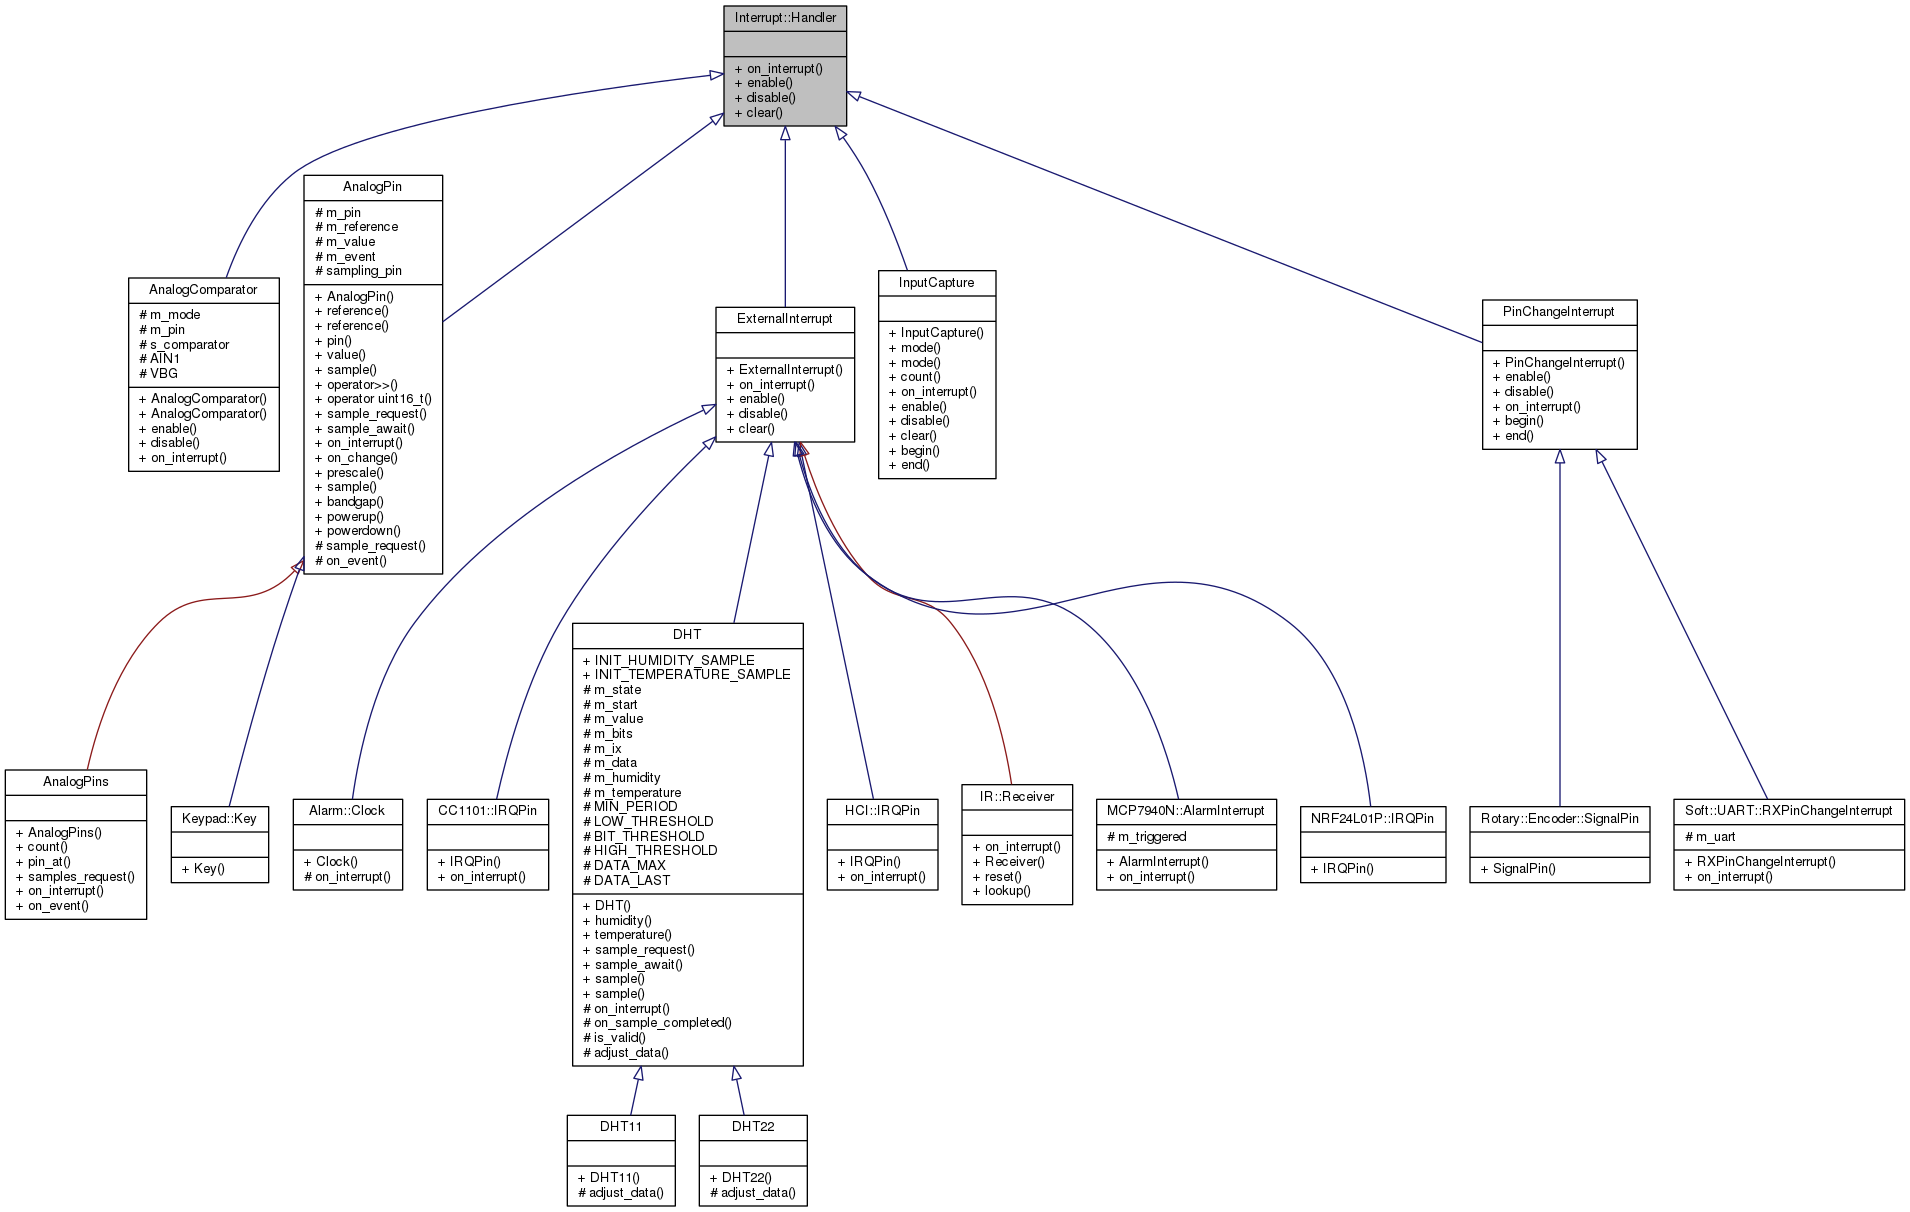 Interrupt::Handler
+ on_interrupt()
+ enable()
+ disable()
+ clear()
AnalogPin
# m_pin
# m_reference
# m_value
# m_event
# sampling_pin
+ AnalogPin()
+ reference()
+ reference()
+ pin()
+ value()
+ sample()
+ operator>>()
+ operator uint16_t()
+ sample_request()
+ sample_await()
+ on_interrupt()
+ on_change()
+ prescale()
+ sample()
+ bandgap()
+ powerup()
+ powerdown()
# sample_request()
# on_event()
AnalogComparator
# m_mode
# m_pin
# s_comparator
# AIN1
# VBG
+ AnalogComparator()
+ AnalogComparator()
+ enable()
+ disable()
+ on_interrupt()
ExternalInterrupt
+ ExternalInterrupt()
+ on_interrupt()
+ enable()
+ disable()
+ clear()
InputCapture
+ InputCapture()
+ mode()
+ mode()
+ count()
+ on_interrupt()
+ enable()
+ disable()
+ clear()
+ begin()
+ end()
PinChangeInterrupt
+ PinChangeInterrupt()
+ enable()
+ disable()
+ on_interrupt()
+ begin()
+ end()
AnalogPins
+ AnalogPins()
+ count()
+ pin_at()
+ samples_request()
+ on_interrupt()
+ on_event()
Keypad::Key
+ Key()
Alarm::Clock
+ Clock()
# on_interrupt()
CC1101::IRQPin
+ IRQPin()
+ on_interrupt()
DHT
+ INIT_HUMIDITY_SAMPLE
+ INIT_TEMPERATURE_SAMPLE
# m_state
# m_start
# m_value
# m_bits
# m_ix
# m_data
# m_humidity
# m_temperature
# MIN_PERIOD
# LOW_THRESHOLD
# BIT_THRESHOLD
# HIGH_THRESHOLD
# DATA_MAX
# DATA_LAST
+ DHT()
+ humidity()
+ temperature()
+ sample_request()
+ sample_await()
+ sample()
+ sample()
# on_interrupt()
# on_sample_completed()
# is_valid()
# adjust_data()
HCI::IRQPin
+ IRQPin()
+ on_interrupt()
IR::Receiver
+ on_interrupt()
+ Receiver()
+ reset()
+ lookup()
MCP7940N::AlarmInterrupt
# m_triggered
+ AlarmInterrupt()
+ on_interrupt()
NRF24L01P::IRQPin
+ IRQPin()
Rotary::Encoder::SignalPin
+ SignalPin()
Soft::UART::RXPinChangeInterrupt
# m_uart
+ RXPinChangeInterrupt()
+ on_interrupt()
DHT11
+ DHT11()
# adjust_data()
DHT22
+ DHT22()
# adjust_data()